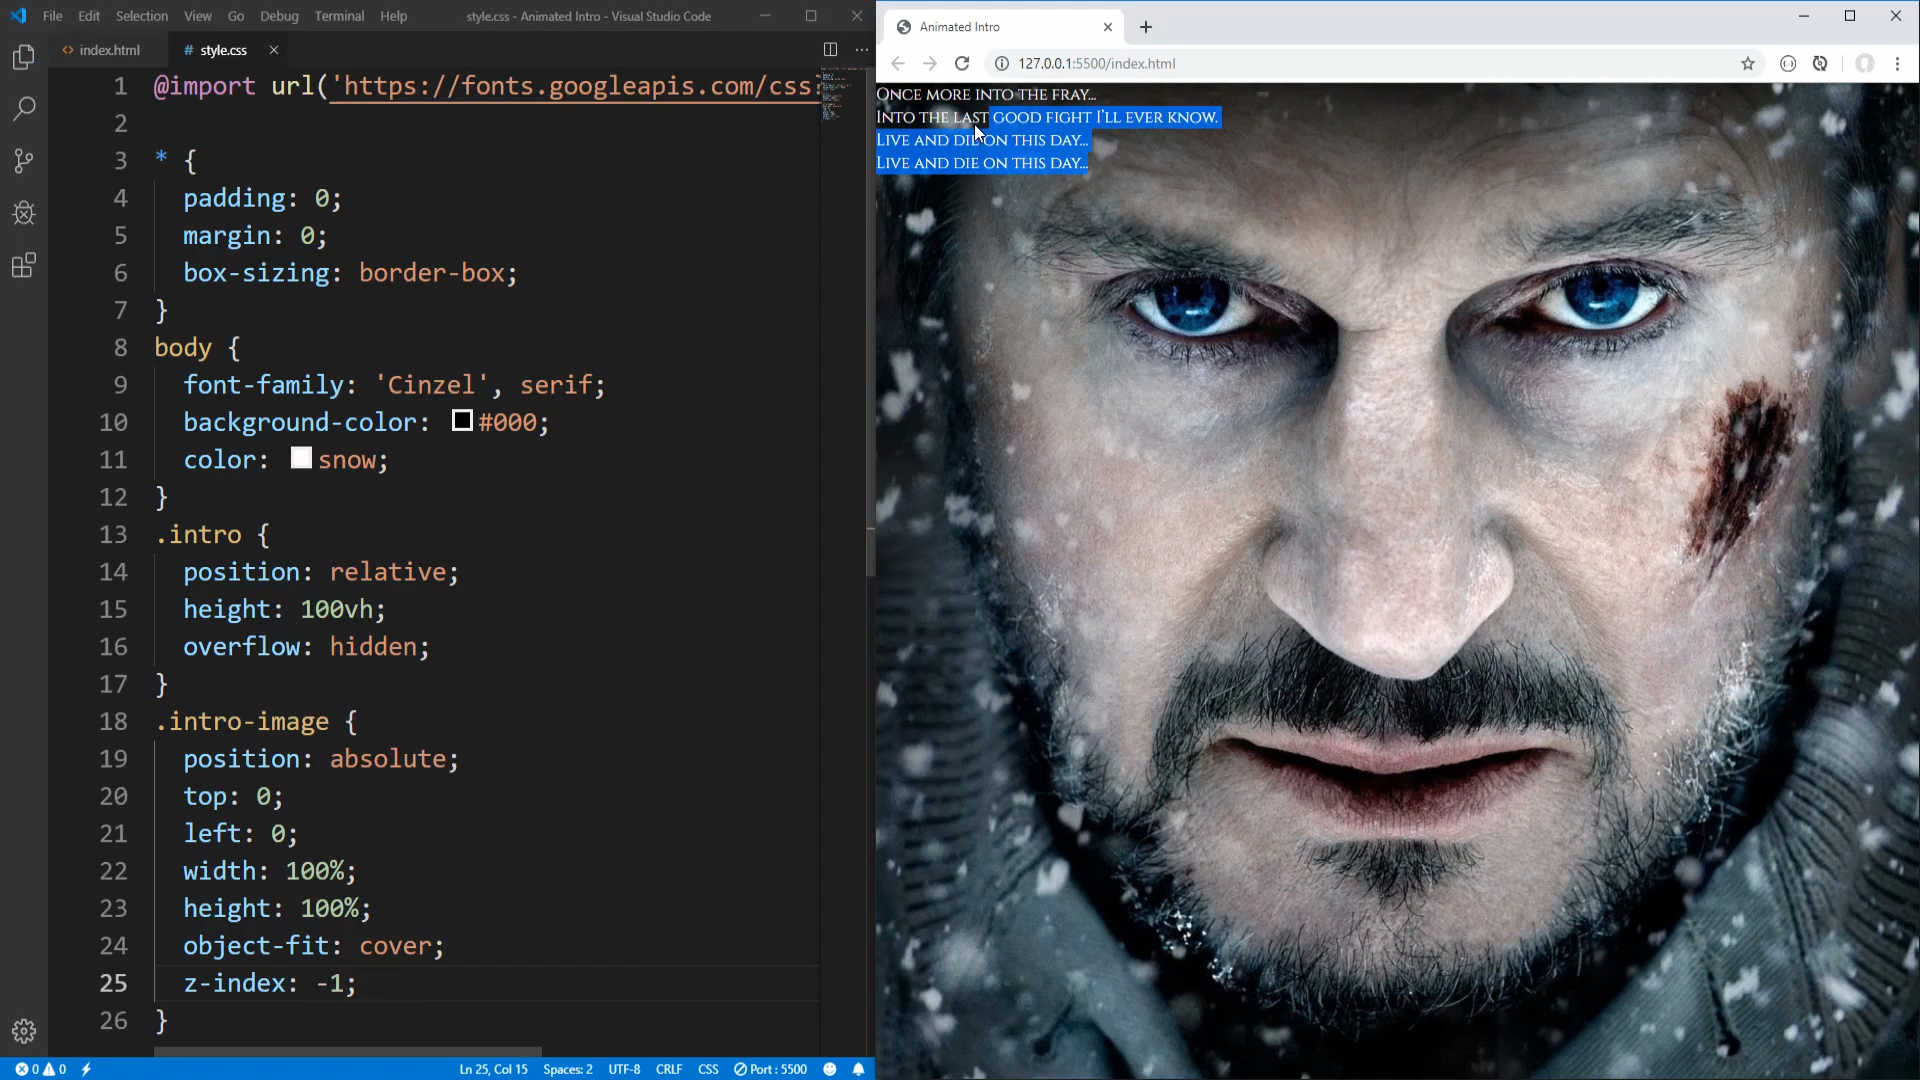 File Edit Selection View Go Debug Terminal Help style.css - Animated Intro - Visual Studio Code
index.html style.css
1 @import url('https://fonts.googleapis.com/css?
2
3 * {
4 padding: 0;
5 margin: 0;
6 box-sizing: border-box;
7 }
8 body {
9 font-family: 'Cinzel', serif;
10 background-color: #000;
11 color: snow;
12 }
13 .intro {
14 position: relative;
15 height: 100vh;
16 overflow: hidden;
17 }
18 .intro-image {
19 position: absolute;
20 top: 0;
21 left: 0;
22 width: 100%;
23 height: 100%;
24 object-fit: cover;
25 z-index: -1;
26 }
0 0 Ln 25, Col 15 Spaces: 2 UTF-8 CRLF CSS Port : 5500
Animated Intro
127.0.0.1:5500/index.html
Once more into the fray...
Into the last good fight I'll ever know.
Live and die on this day...
Live and die on this day...